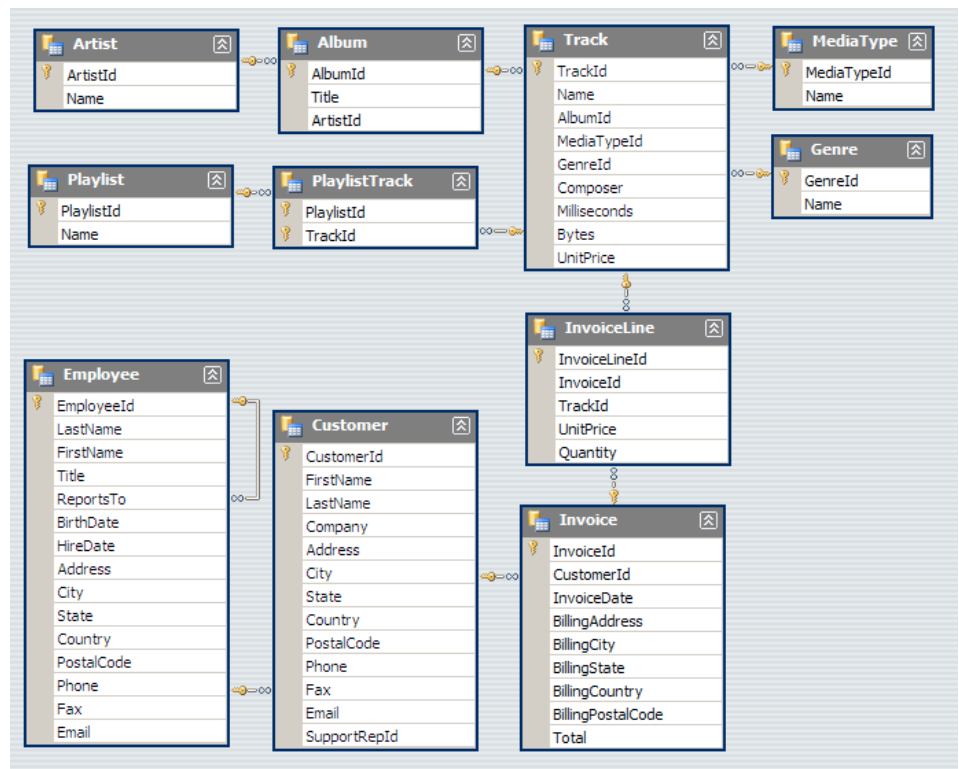 Artist
ArtistId
Name
Album
AlbumId
Title
ArtistId
Track
TrackId
Name
AlbumId
MediaTypeId
GenreId
Composer
Milliseconds
Bytes
UnitPrice
MediaType
MediaTypeId
Name
Genre
GenreId
Name
Playlist
PlaylistId
Name
PlaylistTrack
PlaylistId
TrackId
InvoiceLine
InvoiceLineId
InvoiceId
TrackId
UnitPrice
Quantity
Employee
EmployeeId
LastName
FirstName
Title
ReportsTo
BirthDate
HireDate
Address
City
State
Country
PostalCode
Phone
Fax
Email
Customer
CustomerId
FirstName
LastName
Company
Address
City
State
Country
PostalCode
Phone
Fax
Email
SupportRepId
Invoice
InvoiceId
CustomerId
InvoiceDate
BillingAddress
BillingCity
BillingState
BillingCountry
BillingPostalCode
Total